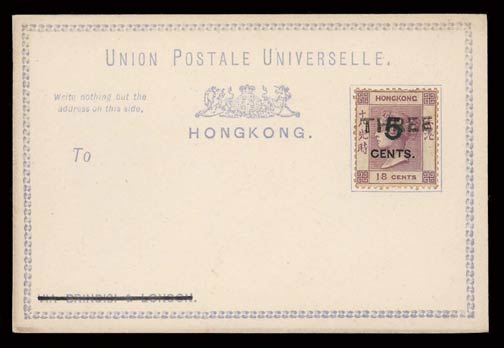 UNION POSTALE UNIVERSELLE.
Write nothing but the
address on this side.
HONGKONG.
To
HONGKONG
5
CENTS.
18 CENTS
VIA BRINDISI & LONDON.